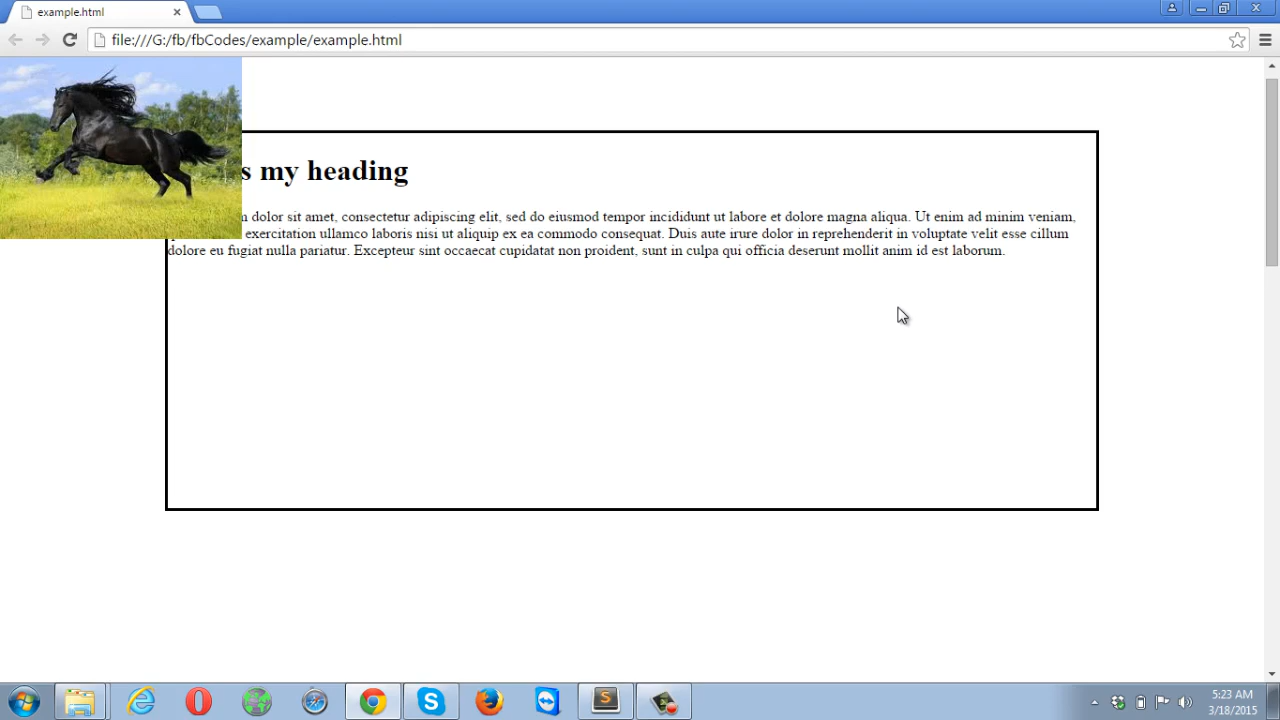 example.html
file:///G:/fb/fbCodes/example/example.html
s my heading
dolor sit amet, consectetur adipiscing elit, sed do eiusmod tempor incididunt ut labore et dolore magna aliqua. Ut enim ad minim veniam,
exercitation ullamco laboris nisi ut aliquip ex ea commodo consequat. Duis aute irure dolor in reprehenderit in voluptate velit esse cillum
dolore eu fugiat nulla pariatur. Excepteur sint occaecat cupidatat non proident, sunt in culpa qui officia deserunt mollit anim id est laborum.
5:23 AM
3/18/2015